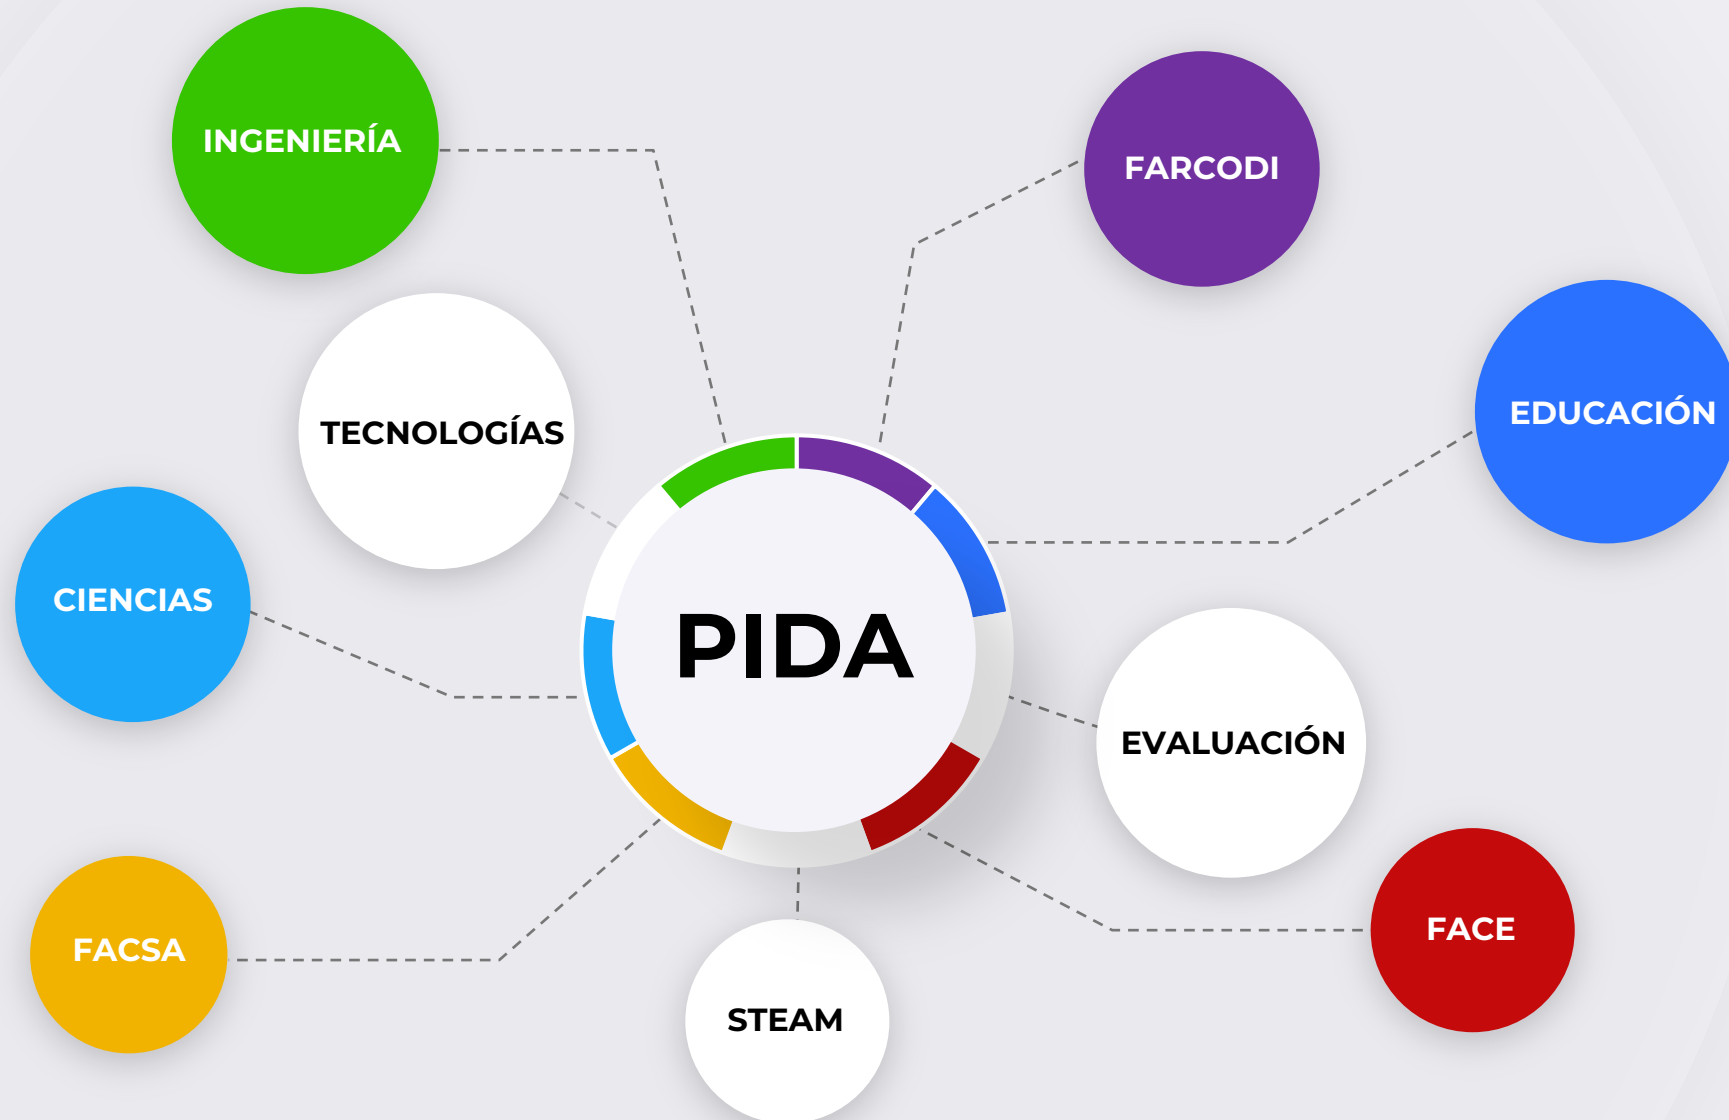 INGENIERÍA
FARCODI
TECNOLOGÍAS
EDUCACIÓN
CIENCIAS
PIDA
EVALUACIÓN
FACSA
FACE
STEAM